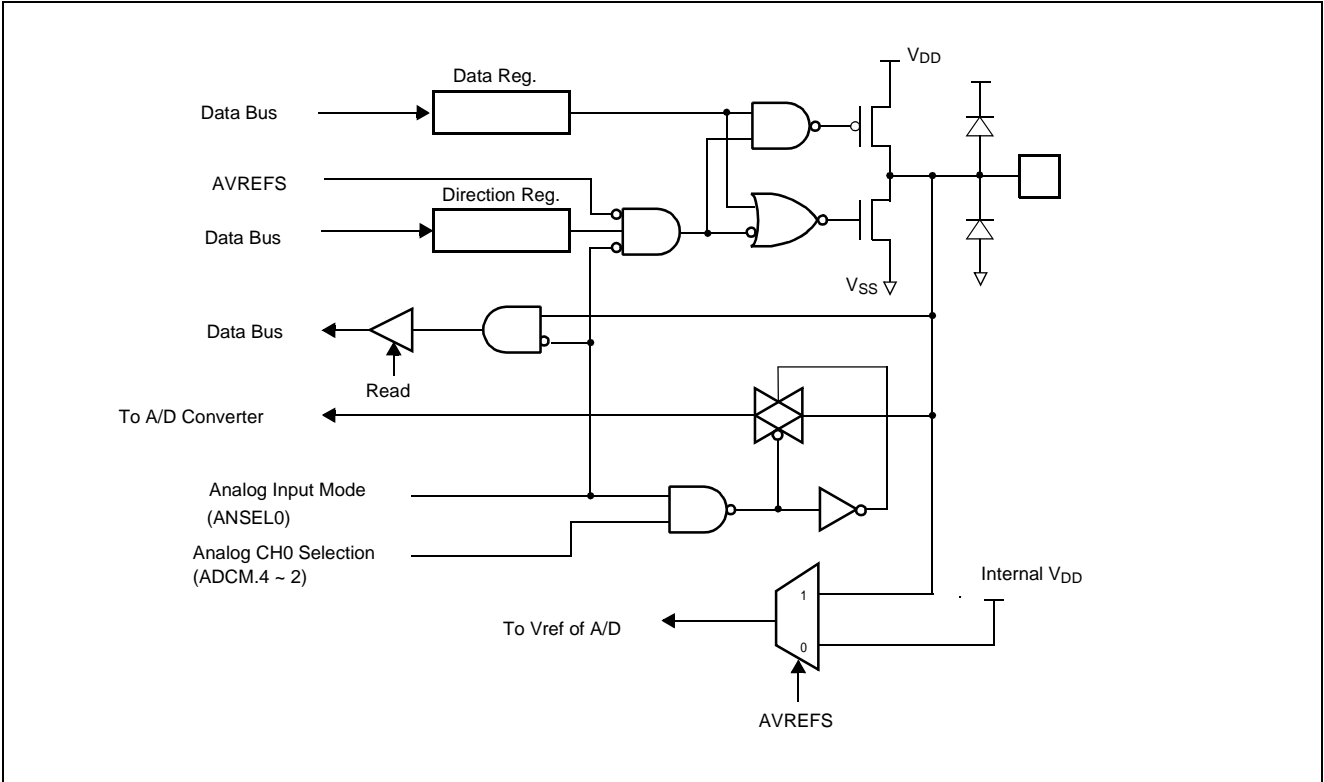 VDD
Data Reg.
Data Bus
AVREFS
Direction Reg.
Data Bus
VSS
Data Bus
Read
To A/D Converter
Analog Input Mode
(ANSEL0)
Analog CH0 Selection
(ADCM.4 ~ 2)
Internal VDD
1
To Vref of A/D
0
AVREFS